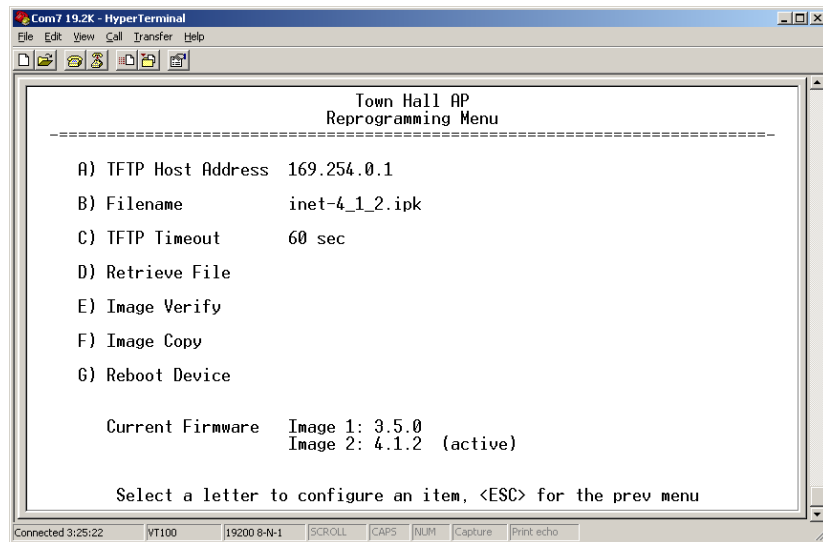 Com7 19.2K - HyperTerminal
File Edit View Call Transfer Help
Town Hall AP
Reprogramming Menu
-==========================================================================-
A) TFTP Host Address 169.254.0.1
B) Filename inet-4_1_2.ipk
C) TFTP Timeout 60 sec
D) Retrieve File
E) Image Verify
F) Image Copy
G) Reboot Device
Current Firmware Image 1: 3.5.0
Image 2: 4.1.2 (active)
Select a letter to configure an item, <ESC> for the prev menu
Connected 3:25:22 VT100 19200 8-N-1 SCROLL CAPS NUM Capture Print echo